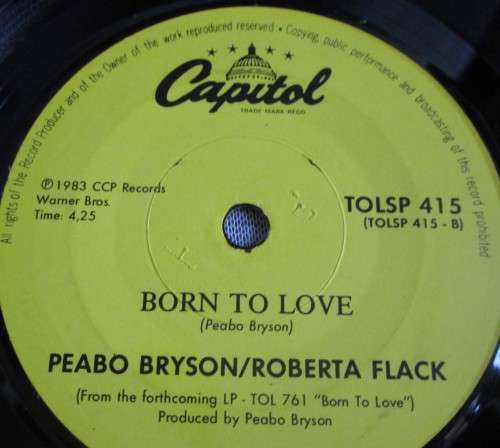 All rights of the Record Producer and of the Owner of the work reproduced reserved • Copying, public performance and broadcasting of this record prohibited
Capitol
TRADE MARK REGD
Ⓟ 1983 CCP Records
Warner Bros.
Time: 4,25
TOLSP 415
(TOLSP 415 - B)
BORN TO LOVE
(Peabo Bryson)
PEABO BRYSON/ROBERTA FLACK
(From the forthcoming LP - TOL 761 "Born To Love")
Produced by Peabo Bryson